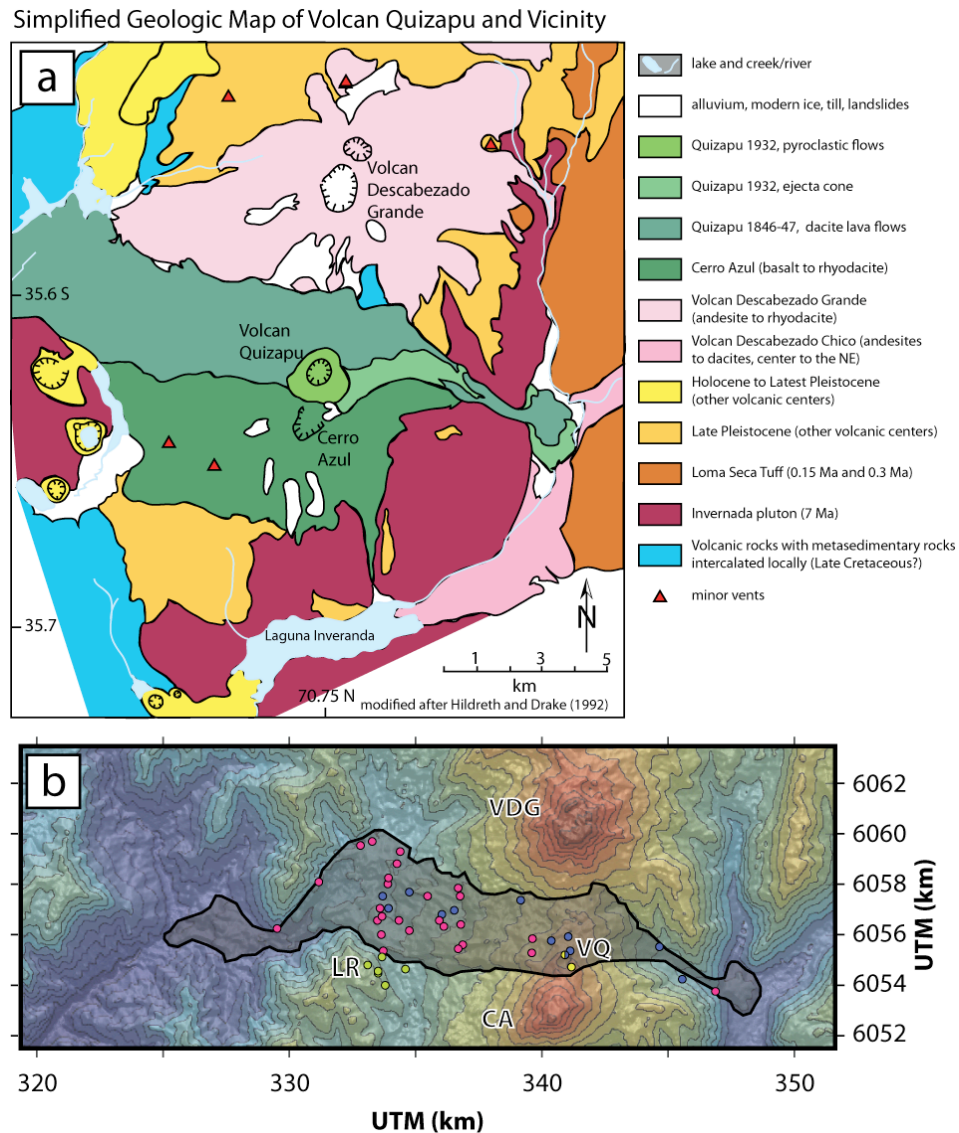 Simplified Geologic Map of Volcan Quizapu and Vicinity
a
Volcan
Descabezado
Grande
35.6 S
Volcan
Quizapu
Cerro
Azul
35.7
Laguna Inveranda
70.75 N
N
1 3 5
km
modified after Hildreth and Drake (1992)
lake and creek/river
alluvium, modern ice, till, landslides
Quizapu 1932, pyroclastic flows
Quizapu 1932, ejecta cone
Quizapu 1846-47, dacite lava flows
Cerro Azul (basalt to rhyodacite)
Volcan Descabezado Grande
(andesite to rhyodacite)
Volcan Descabezado Chico (andesites
to dacites, center to the NE)
Holocene to Latest Pleistocene
(other volcanic centers)
Late Pleistocene (other volcanic centers)
Loma Seca Tuff (0.15 Ma and 0.3 Ma)
Invernada pluton (7 Ma)
Volcanic rocks with metasedimentary rocks
intercalated locally (Late Cretaceous?)
minor vents
b
VDG
VQ
LR
CA
6062
6060
6058
6056
6054
6052
UTM (km)
320 330 340 350
UTM (km)